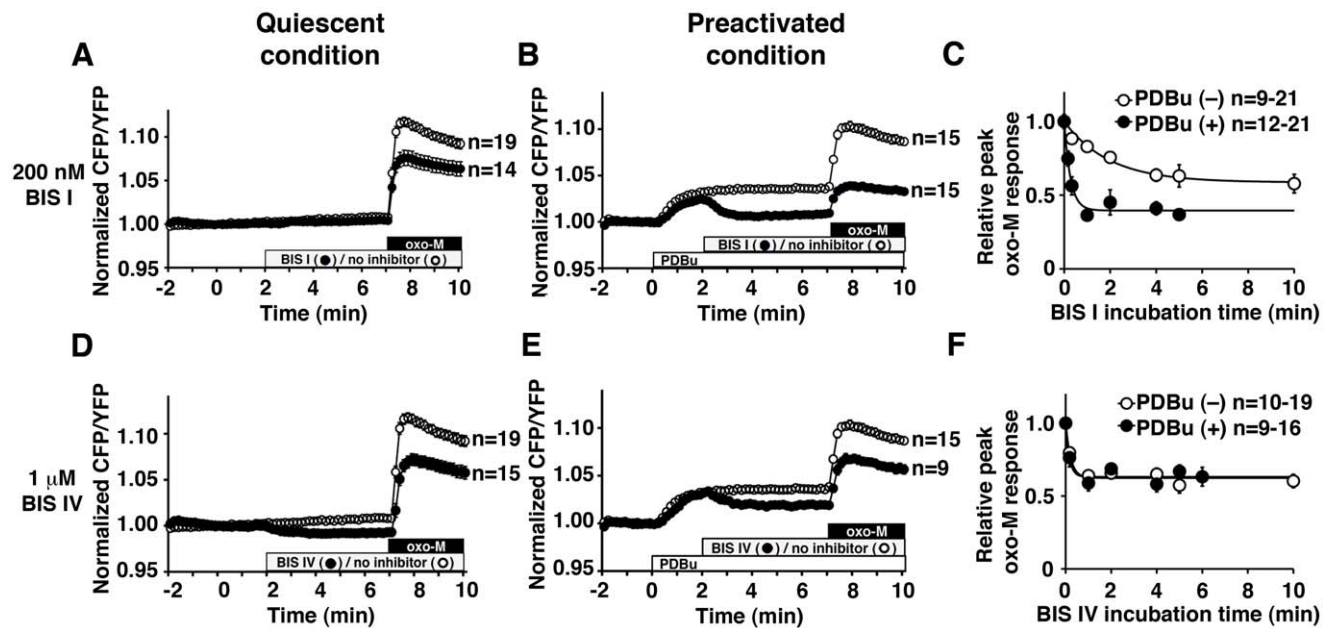 Quiescent
condition
Preactivated
condition
A
B
C
200 nM
BIS I
Normalized CFP/YFP
1.10
1.05
1.00
0.95
n=19
n=14
oxo-M
BIS I (●) / no inhibitor (○)
-2 0 2 4 6 8 10
Time (min)
Normalized CFP/YFP
1.10
1.05
1.00
0.95
n=15
n=15
oxo-M
BIS I (●) / no inhibitor (○)
PDBu
-2 0 2 4 6 8 10
Time (min)
PDBu (–) n=9-21
PDBu (+) n=12-21
Relative peak
oxo-M response
1.0
0.5
0
0 2 4 6 8 10
BIS I incubation time (min)
D
E
F
1 μM
BIS IV
Normalized CFP/YFP
1.10
1.05
1.00
0.95
n=19
n=15
oxo-M
BIS IV (●) / no inhibitor (○)
-2 0 2 4 6 8 10
Time (min)
Normalized CFP/YFP
1.10
1.05
1.00
0.95
n=15
n=9
oxo-M
BIS IV (●) / no inhibitor (○)
PDBu
-2 0 2 4 6 8 10
Time (min)
PDBu (–) n=10-19
PDBu (+) n=9-16
Relative peak
oxo-M response
1.0
0.5
0
0 2 4 6 8 10
BIS IV incubation time (min)